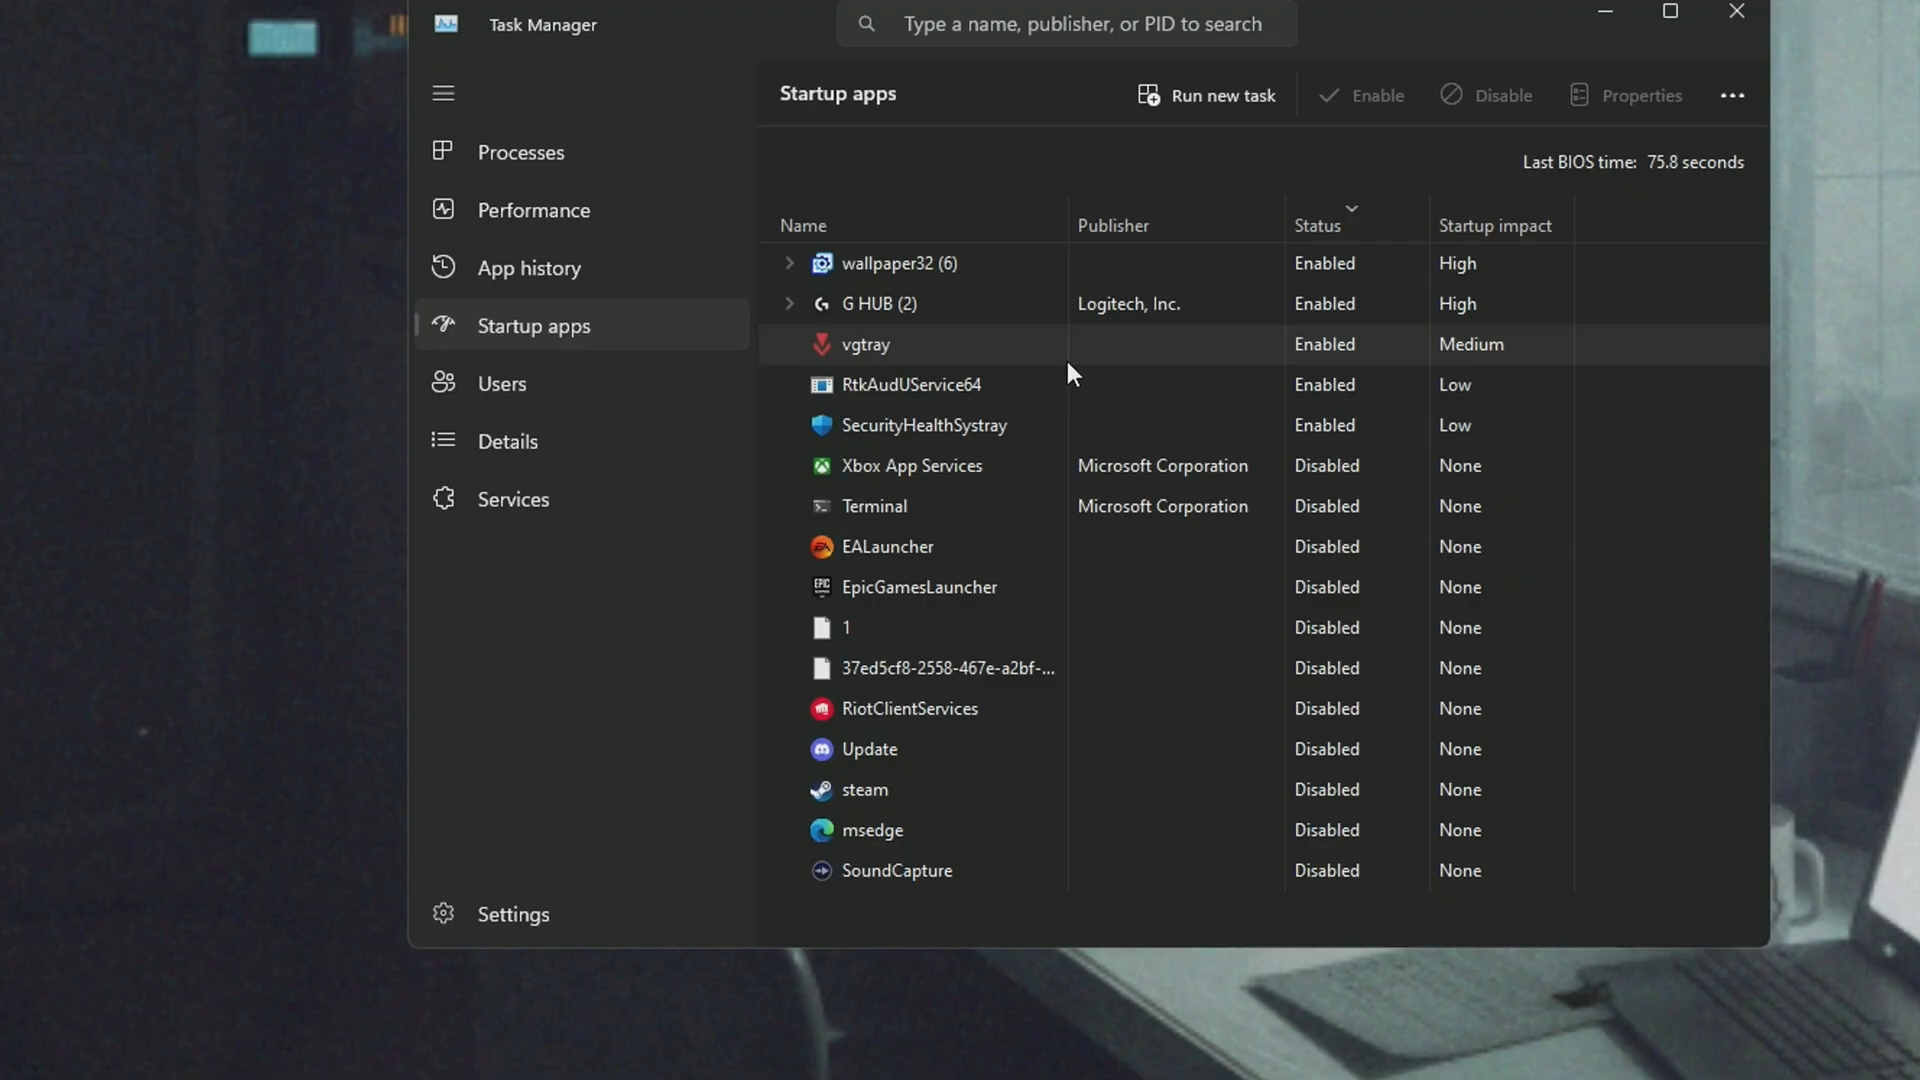 Task Manager
Type a name, publisher, or PID to search
Startup apps
Run new task
Enable
Disable
Properties
Processes
Performance
App history
Startup apps
Users
Details
Services
Settings
Last BIOS time: 75.8 seconds
Name Publisher Status Startup impact
wallpaper32 (6) Enabled High
G HUB (2) Logitech, Inc. Enabled High
vgtray Enabled Medium
RtkAudUService64 Enabled Low
SecurityHealthSystray Enabled Low
Xbox App Services Microsoft Corporation Disabled None
Terminal Microsoft Corporation Disabled None
EALauncher Disabled None
EPIC EpicGamesLauncher Disabled None
1 Disabled None
37ed5cf8-2558-467e-a2bf-... Disabled None
RiotClientServices Disabled None
Update Disabled None
steam Disabled None
msedge Disabled None
SoundCapture Disabled None